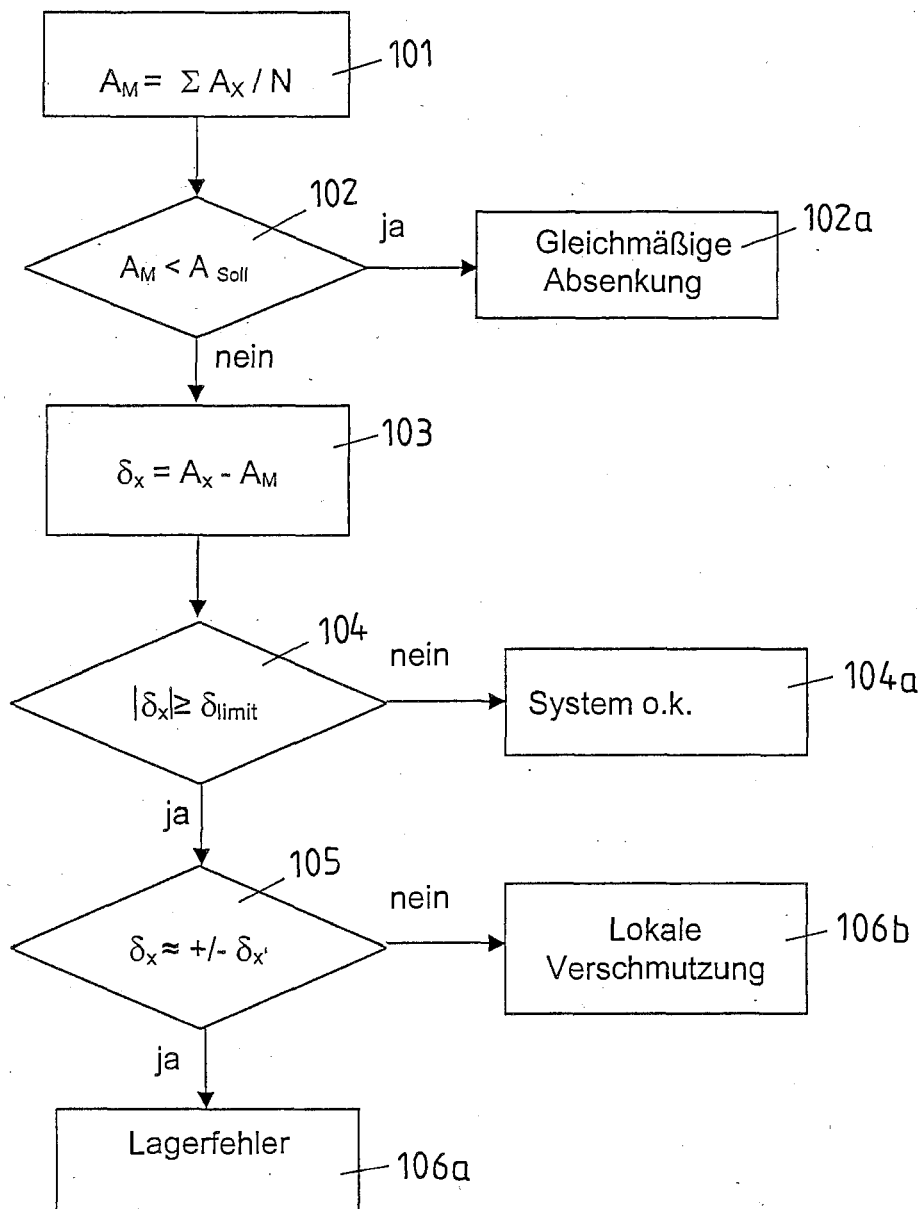 A_M = Σ A_X / N
101
102
ja
A_M < A_Soll
Gleichmäßige
Absenkung
102a
nein
103
δ_x = A_x - A_M
104
nein
|δ_x| ≥ δ_limit
System o.k.
104a
ja
105
nein
δ_x ≈ +/- δ_x'
Lokale
Verschmutzung
106b
ja
Lagerfehler
106a